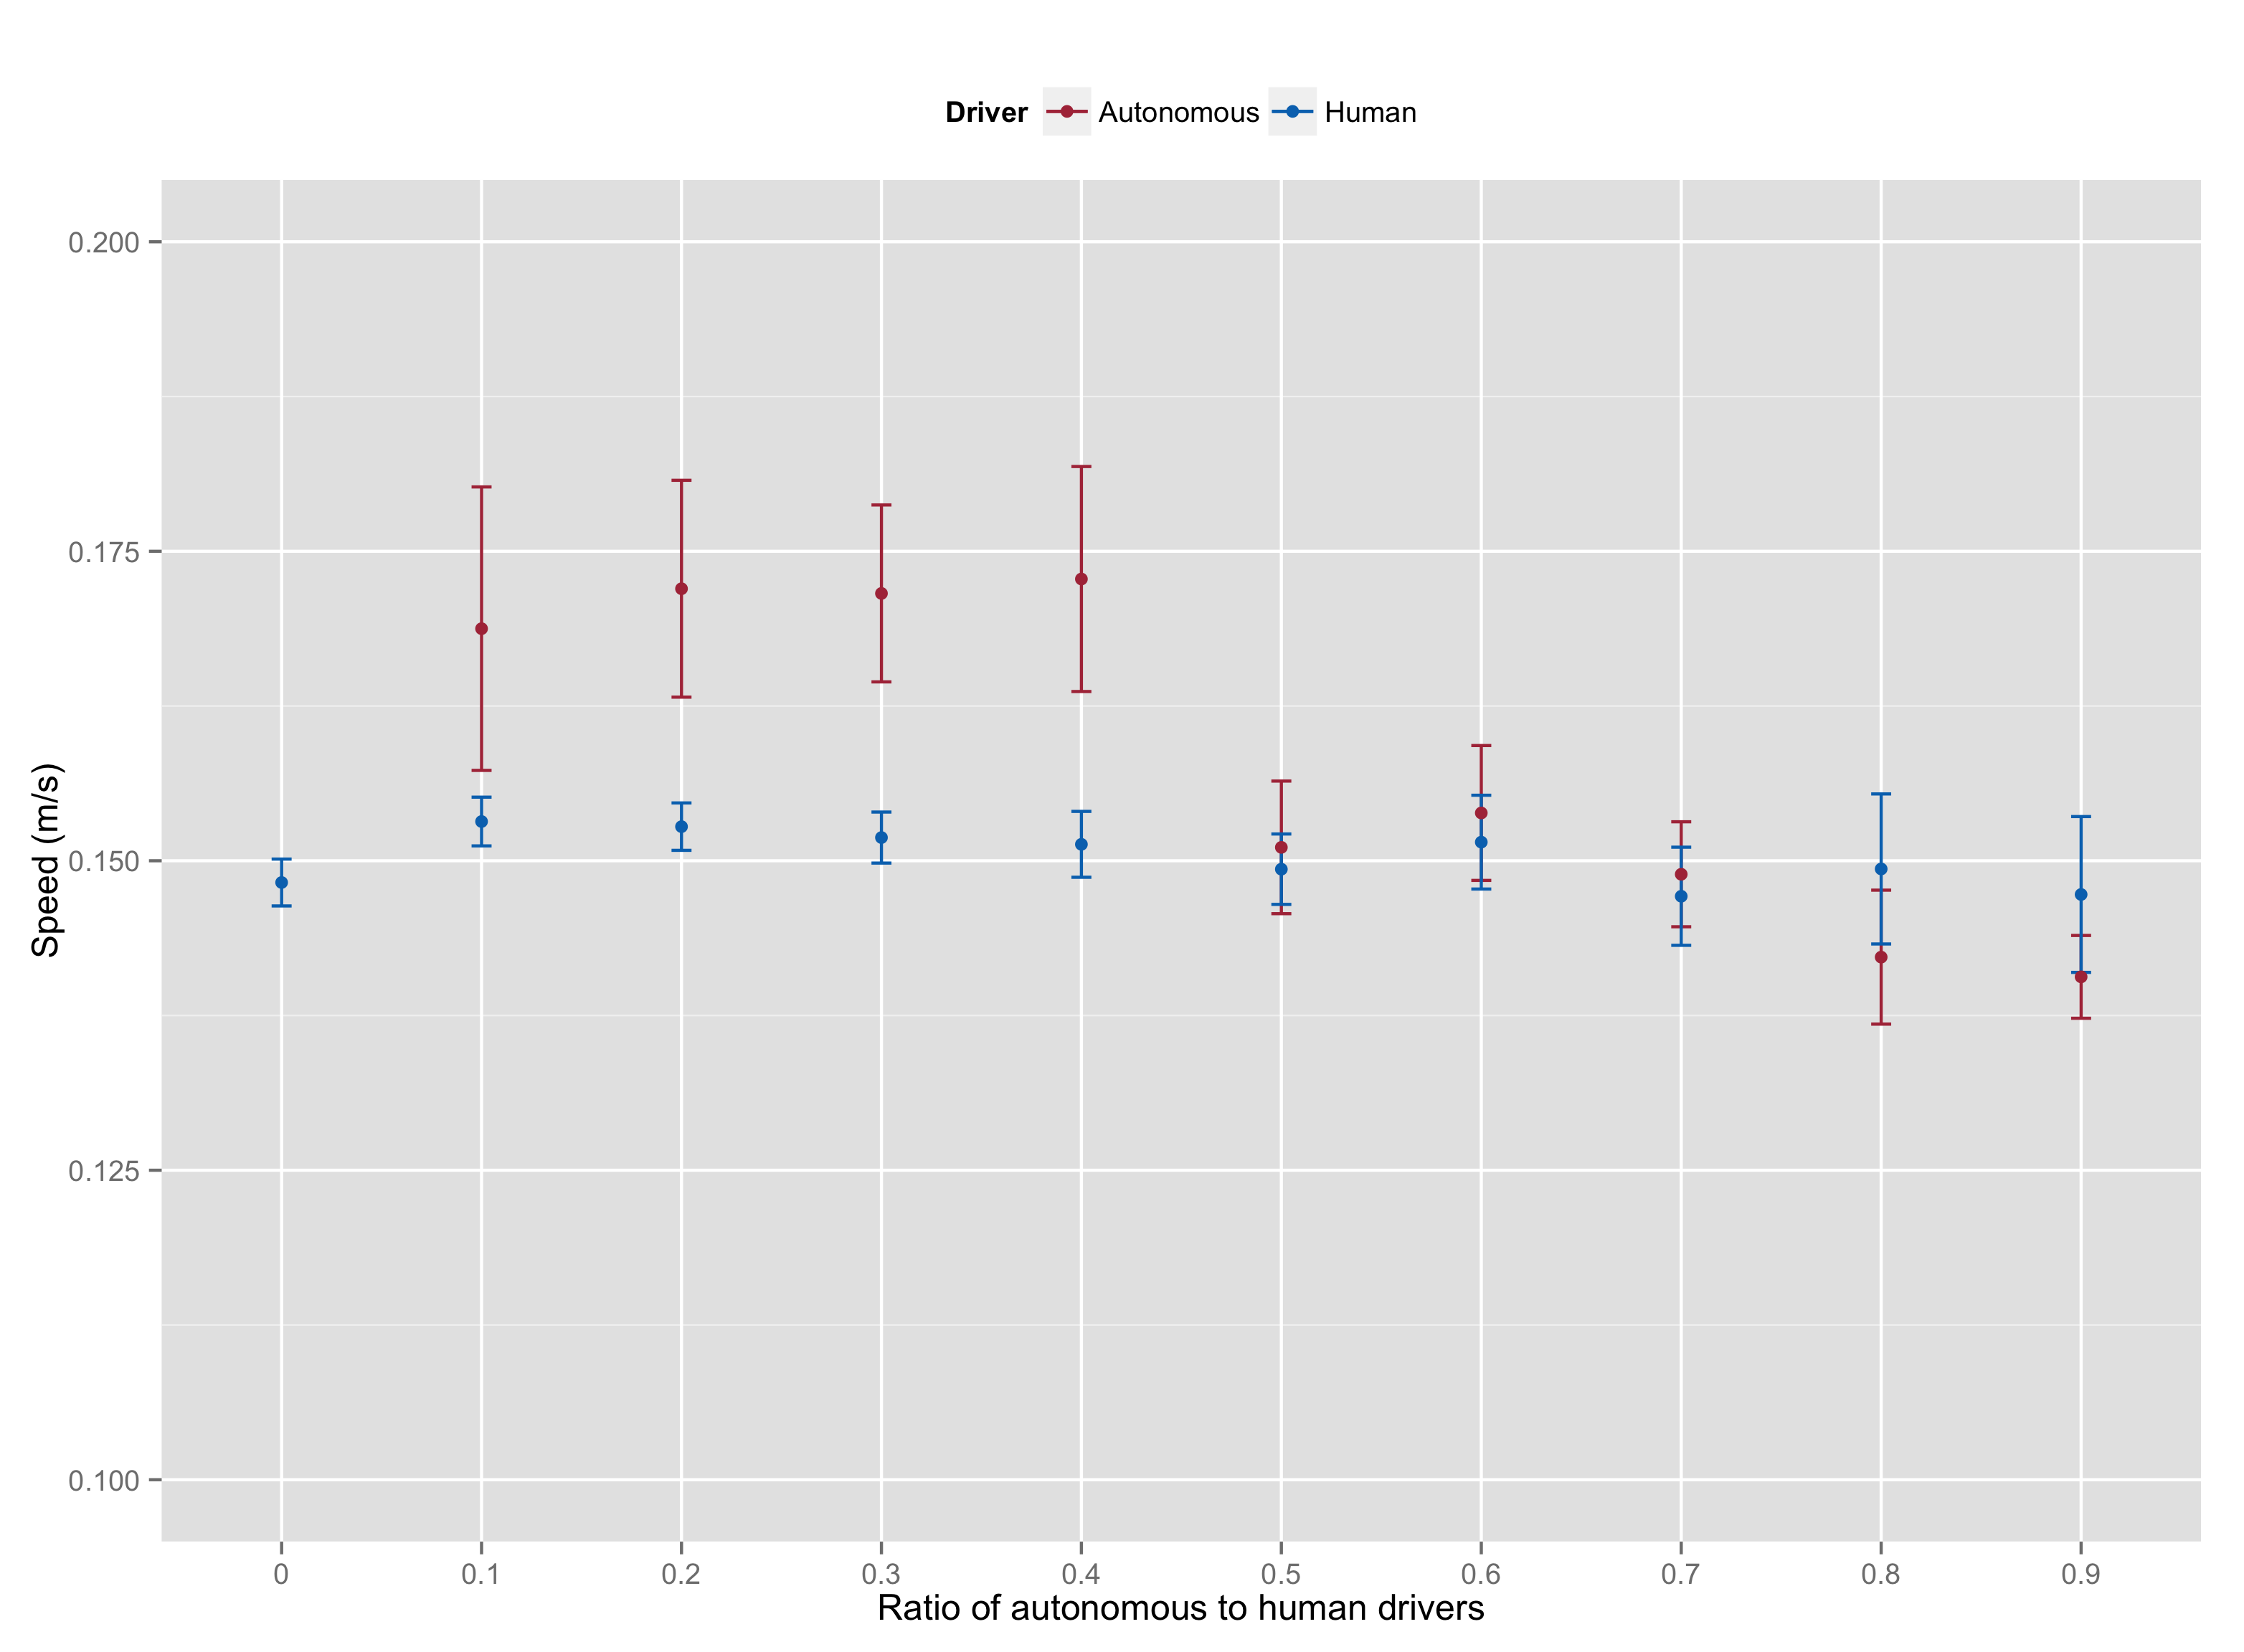 Driver Autonomous Human
0.200
0.175
0.150
0.125
0.100
Speed (m/s)
0 0.1 0.2 0.3 0.4 0.5 0.6 0.7 0.8 0.9
Ratio of autonomous to human drivers